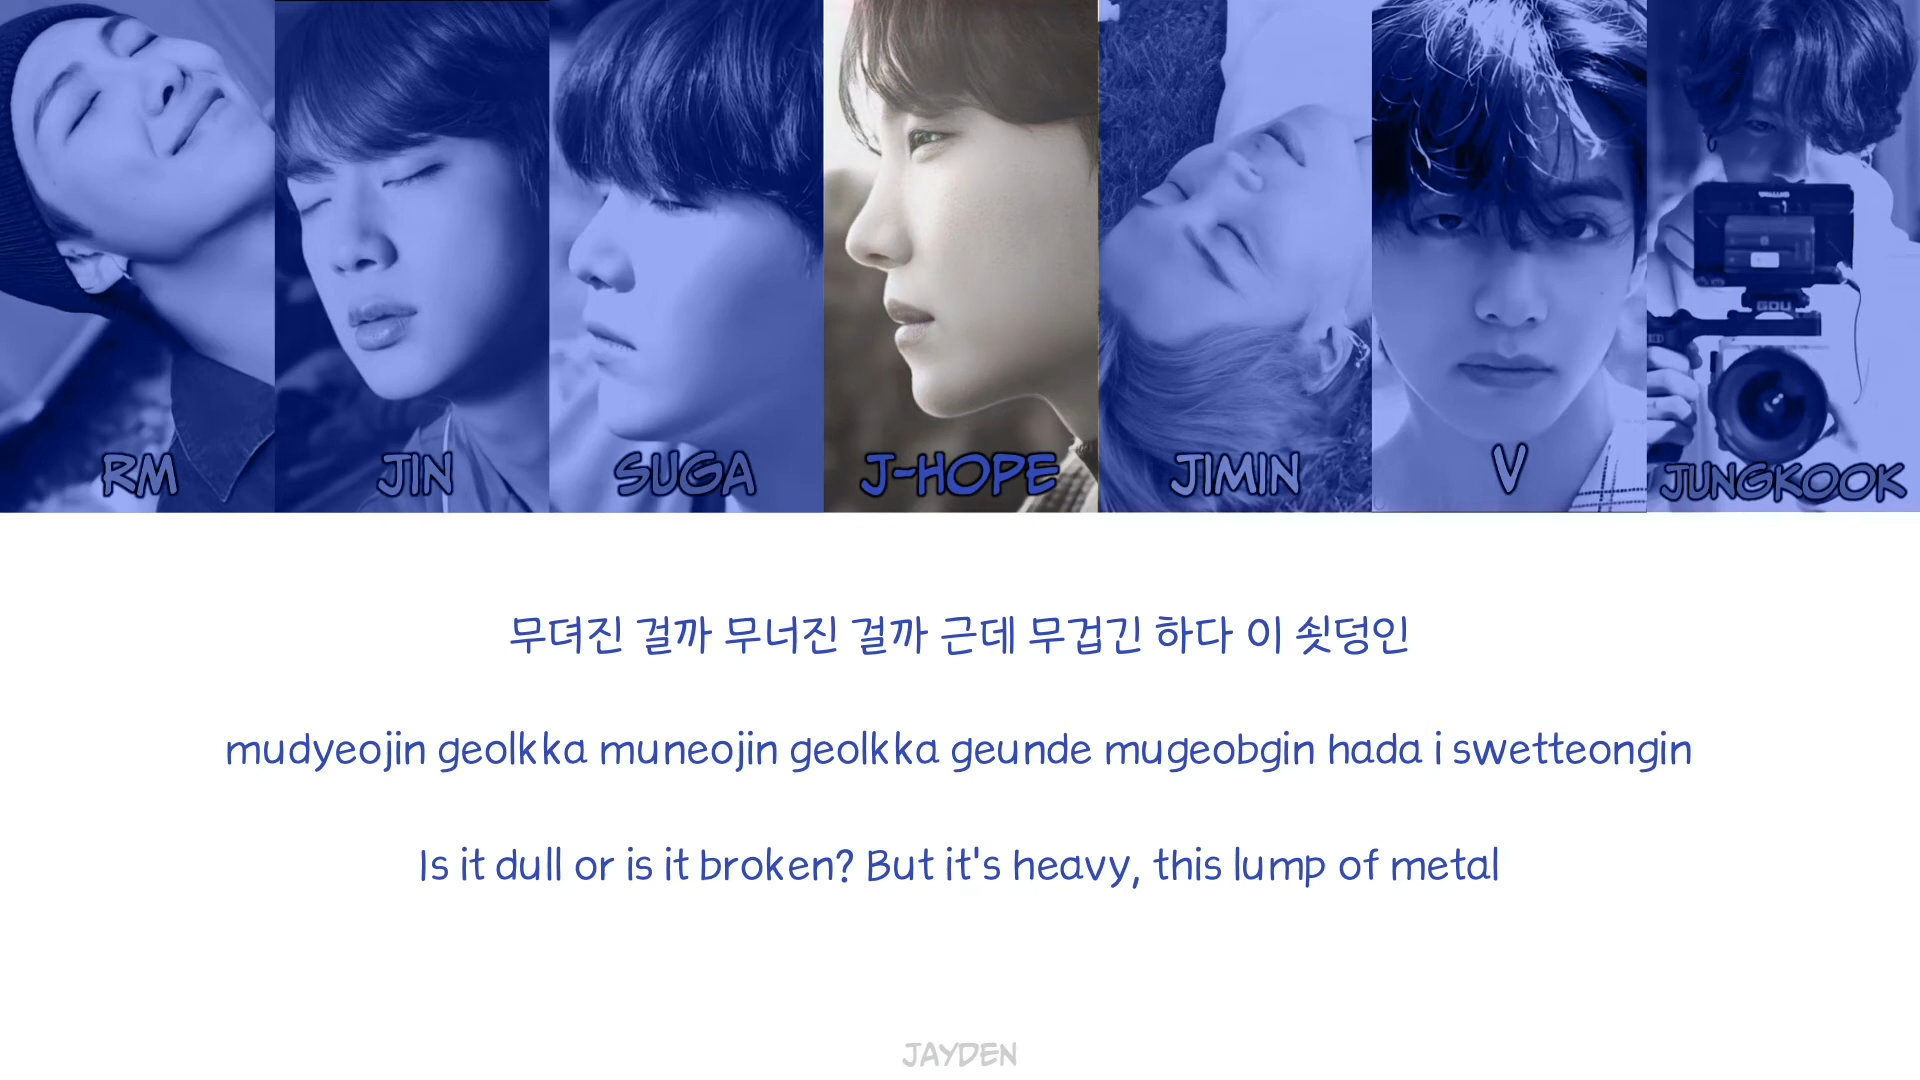 RM JIN SUGA J-HOPE JIMIN V JUNGKOOK
무뎌진 걸까 무너진 걸까 근데 무겁긴 하다 이 쇳덩인
mudyeojin geolkka muneojin geolkka geunde mugeobgin hada i swetteongin
Is it dull or is it broken? But it's heavy, this lump of metal
JAYDEN